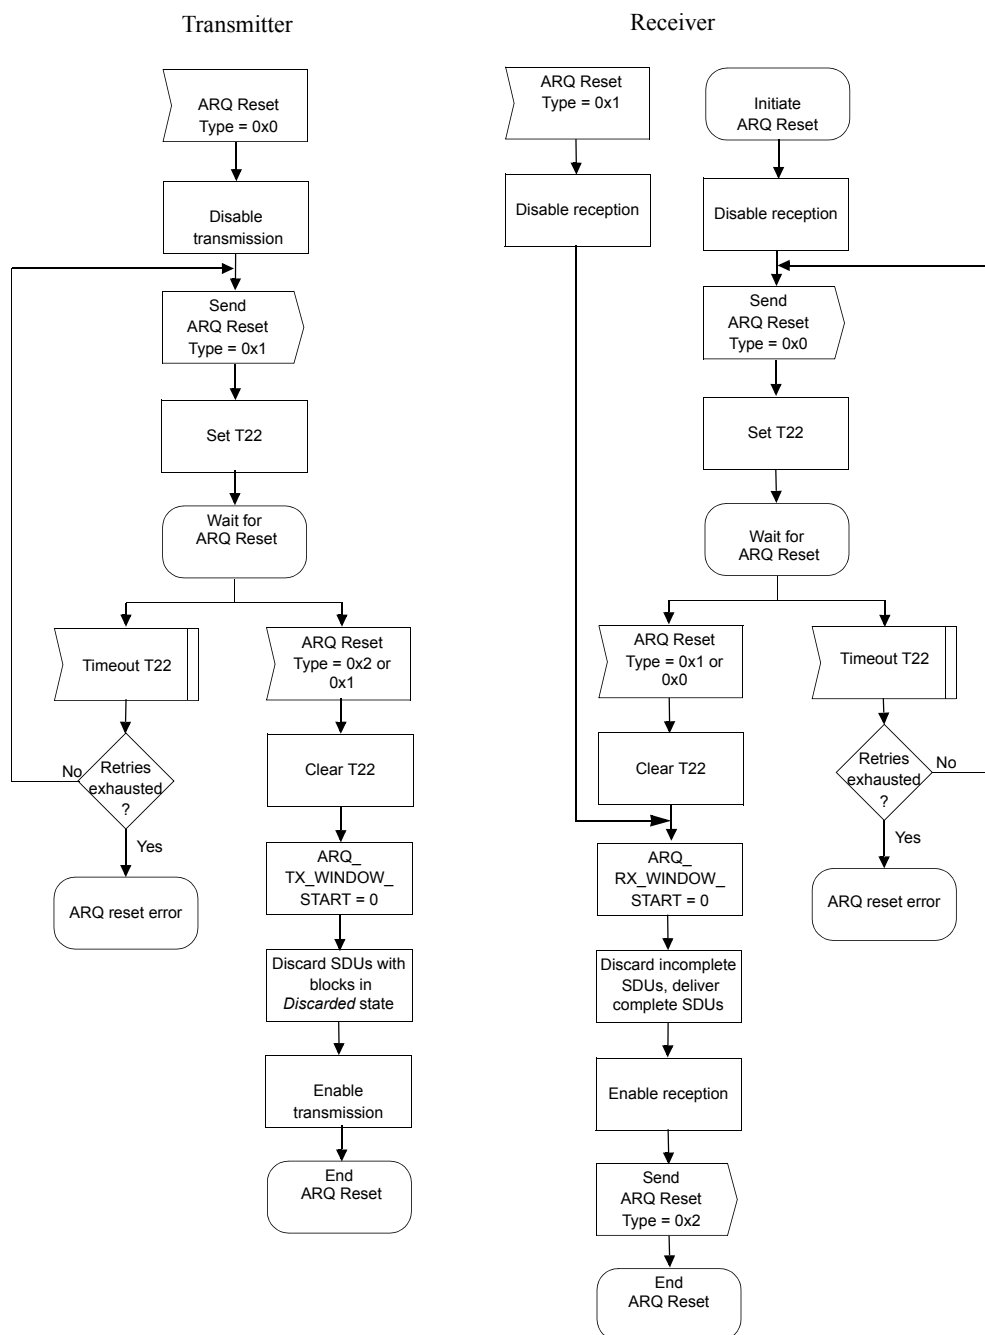 Transmitter
Receiver
ARQ Reset
Type = 0x0
Disable
transmission
Send
ARQ Reset
Type = 0x1
Set T22
Wait for
ARQ Reset
Timeout T22
Retries
exhausted
?
No
Yes
ARQ reset error
ARQ Reset
Type = 0x2 or
0x1
Clear T22
ARQ_
TX_WINDOW_
START = 0
Discard SDUs with
blocks in
Discarded state
Enable
transmission
End
ARQ Reset
ARQ Reset
Type = 0x1
Disable reception
Initiate
ARQ Reset
Disable reception
Send
ARQ Reset
Type = 0x0
Set T22
Wait for
ARQ Reset
ARQ Reset
Type = 0x1 or
0x0
Clear T22
ARQ_
RX_WINDOW_
START = 0
Discard incomplete
SDUs, deliver
complete SDUs
Enable reception
Send
ARQ Reset
Type = 0x2
End
ARQ Reset
Timeout T22
Retries
exhausted
?
No
Yes
ARQ reset error